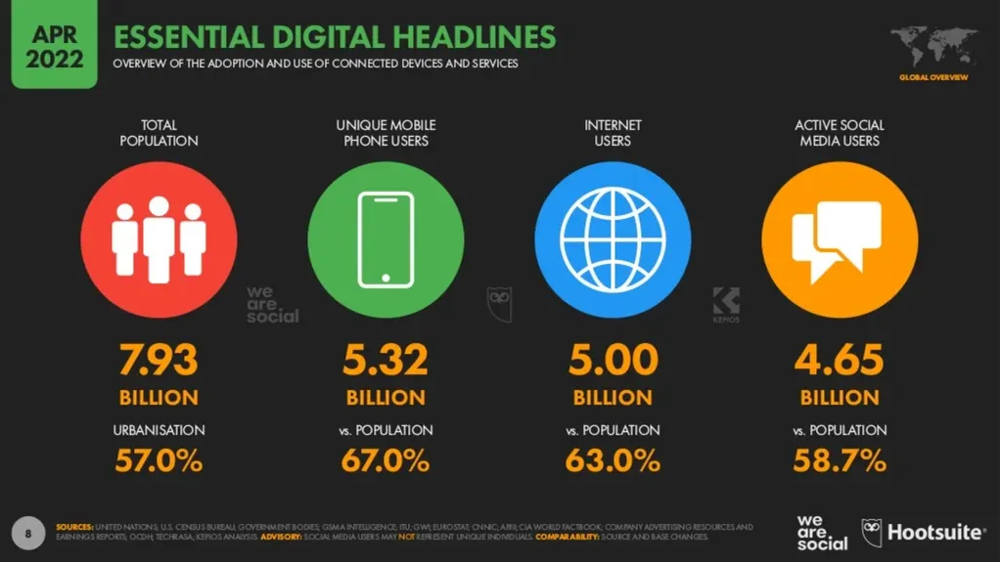 APR
2022
ESSENTIAL DIGITAL HEADLINES
OVERVIEW OF THE ADOPTION AND USE OF CONNECTED DEVICES AND SERVICES
GLOBAL OVERVIEW
TOTAL
POPULATION
UNIQUE MOBILE
PHONE USERS
INTERNET
USERS
ACTIVE SOCIAL
MEDIA USERS
we
are
social
KEPIOS
7.93
BILLION
URBANISATION
57.0%
5.32
BILLION
vs. POPULATION
67.0%
5.00
BILLION
vs. POPULATION
63.0%
4.65
BILLION
vs. POPULATION
58.7%
8
SOURCES: UNITED NATIONS; U.S. CENSUS BUREAU; GOVERNMENT BODIES; GSMA INTELLIGENCE; ITU; GWI; EUROSTAT; CNNIC; APJII; CIA WORLD FACTBOOK; COMPANY ADVERTISING RESOURCES AND
EARNINGS REPORTS; OCDH; TECHRASA; KEPIOS ANALYSIS. ADVISORY: SOCIAL MEDIA USERS MAY NOT REPRESENT UNIQUE INDIVIDUALS. COMPARABILITY: SOURCE AND BASE CHANGES.
we
are
social
Hootsuite®